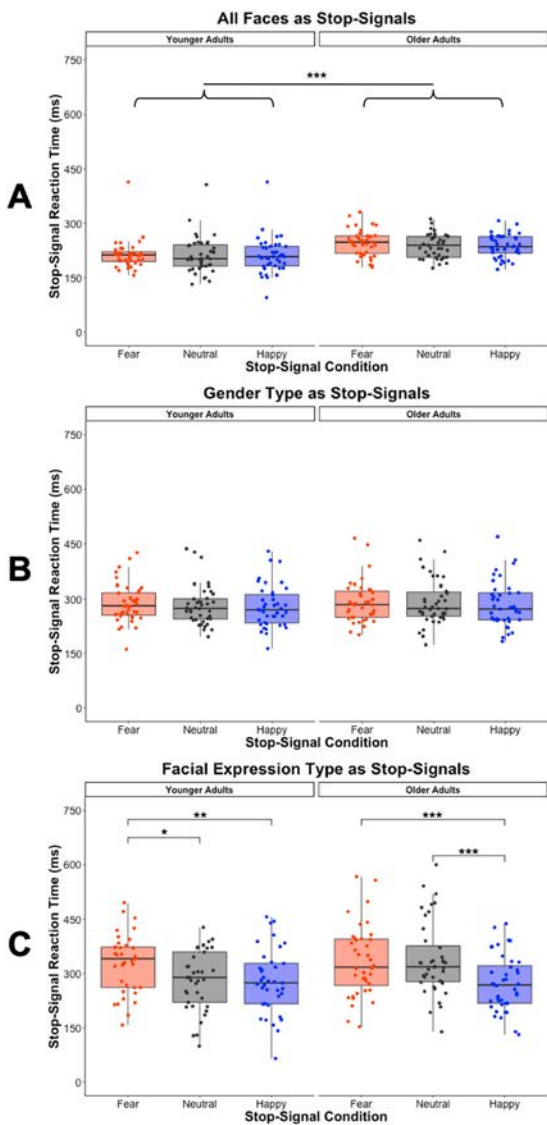 All Faces as Stop-Signals
Younger Adults Older Adults
***
A
Stop-Signal Reaction Time (ms)
750
600
450
300
150
0
Fear Neutral Happy Fear Neutral Happy
Stop-Signal Condition
Gender Type as Stop-Signals
Younger Adults Older Adults
B
Stop-Signal Reaction Time (ms)
750
600
450
300
150
0
Fear Neutral Happy Fear Neutral Happy
Stop-Signal Condition
Facial Expression Type as Stop-Signals
Younger Adults Older Adults
** ***
* ***
C
Stop-Signal Reaction Time (ms)
750
600
450
300
150
0
Fear Neutral Happy Fear Neutral Happy
Stop-Signal Condition